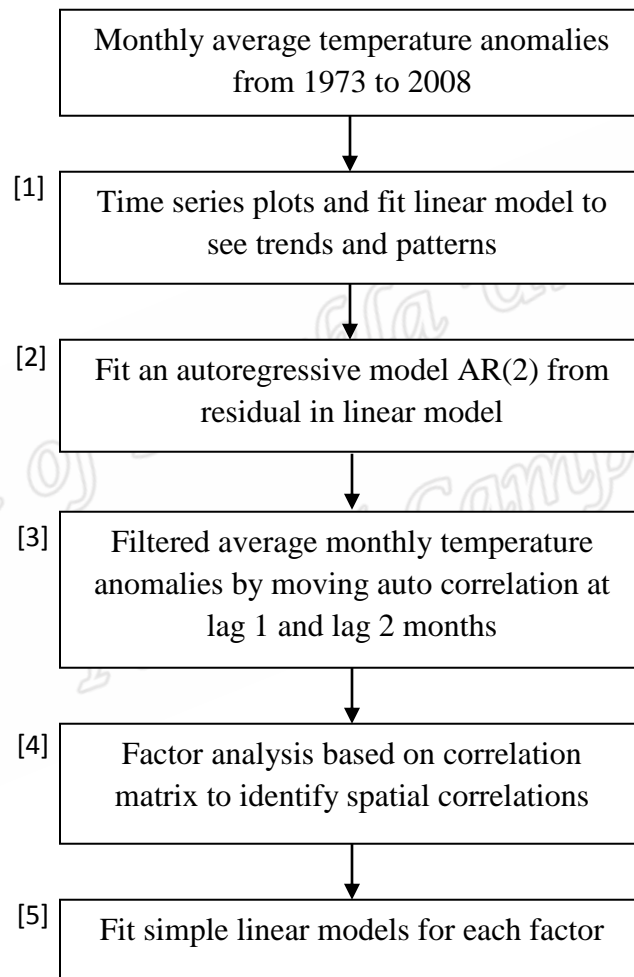 Monthly average temperature anomalies
from 1973 to 2008
[1]
Time series plots and fit linear model to
see trends and patterns
[2]
Fit an autoregressive model AR(2) from
residual in linear model
[3]
Filtered average monthly temperature
anomalies by moving auto correlation at
lag 1 and lag 2 months
[4]
Factor analysis based on correlation
matrix to identify spatial correlations
[5]
Fit simple linear models for each factor